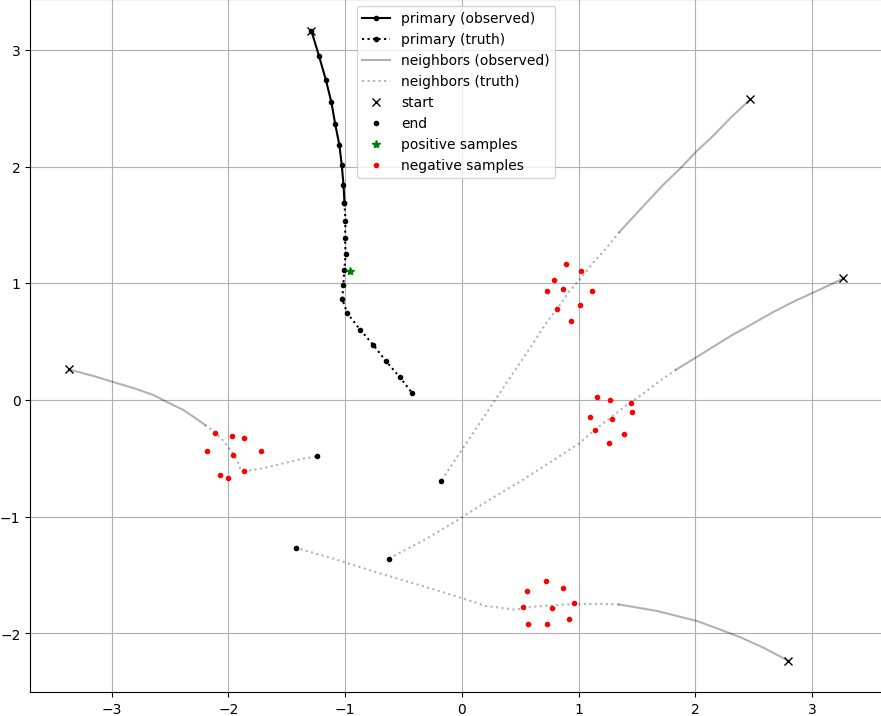 primary (observed)
primary (truth)
neighbors (observed)
neighbors (truth)
start
end
positive samples
negative samples
3
2
1
0
−1
−2
−3 −2 −1 0 1 2 3